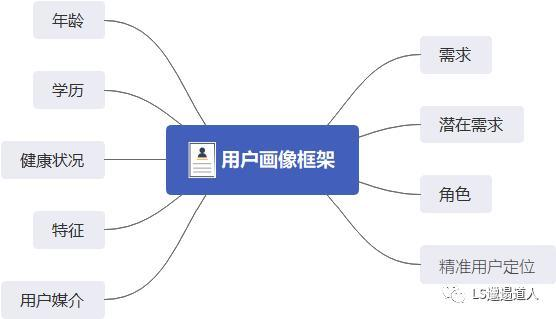 年龄
学历
健康状况
特征
用户媒介
用户画像框架
需求
潜在需求
角色
精准用户定位
LS邋遢道人